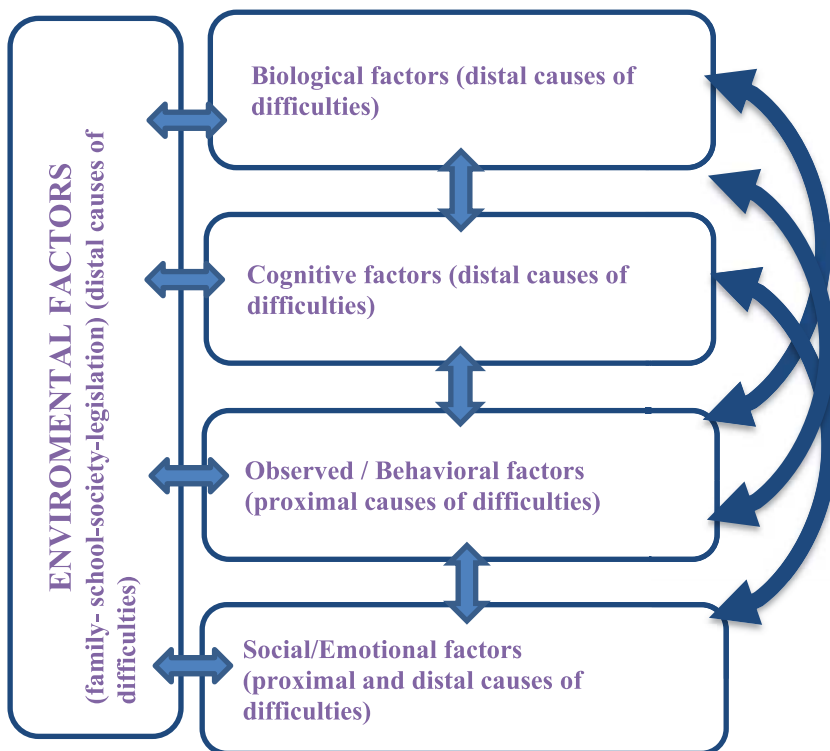 ENVIROMENTAL FACTORS
(family- school-society-legislation) (distal causes of
difficulties)
Biological factors (distal causes of
difficulties)
Cognitive factors (distal causes of
difficulties)
Observed / Behavioral factors
(proximal causes of difficulties)
Social/Emotional factors
(proximal and distal causes of
difficulties)